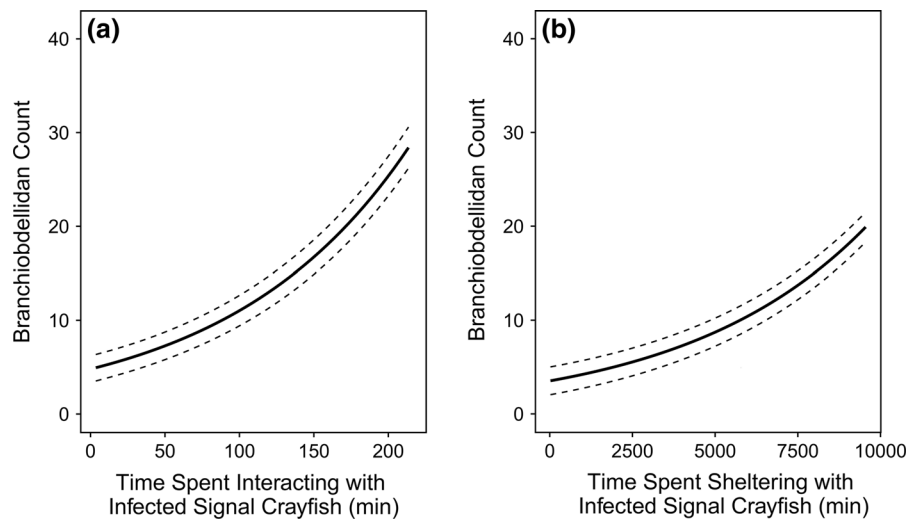 (a)
40
30
20
10
0
Branchiobdellidan Count
0 50 100 150 200
Time Spent Interacting with
Infected Signal Crayfish (min)
(b)
40
30
20
10
0
Branchiobdellidan Count
0 2500 5000 7500 10000
Time Spent Sheltering with
Infected Signal Crayfish (min)